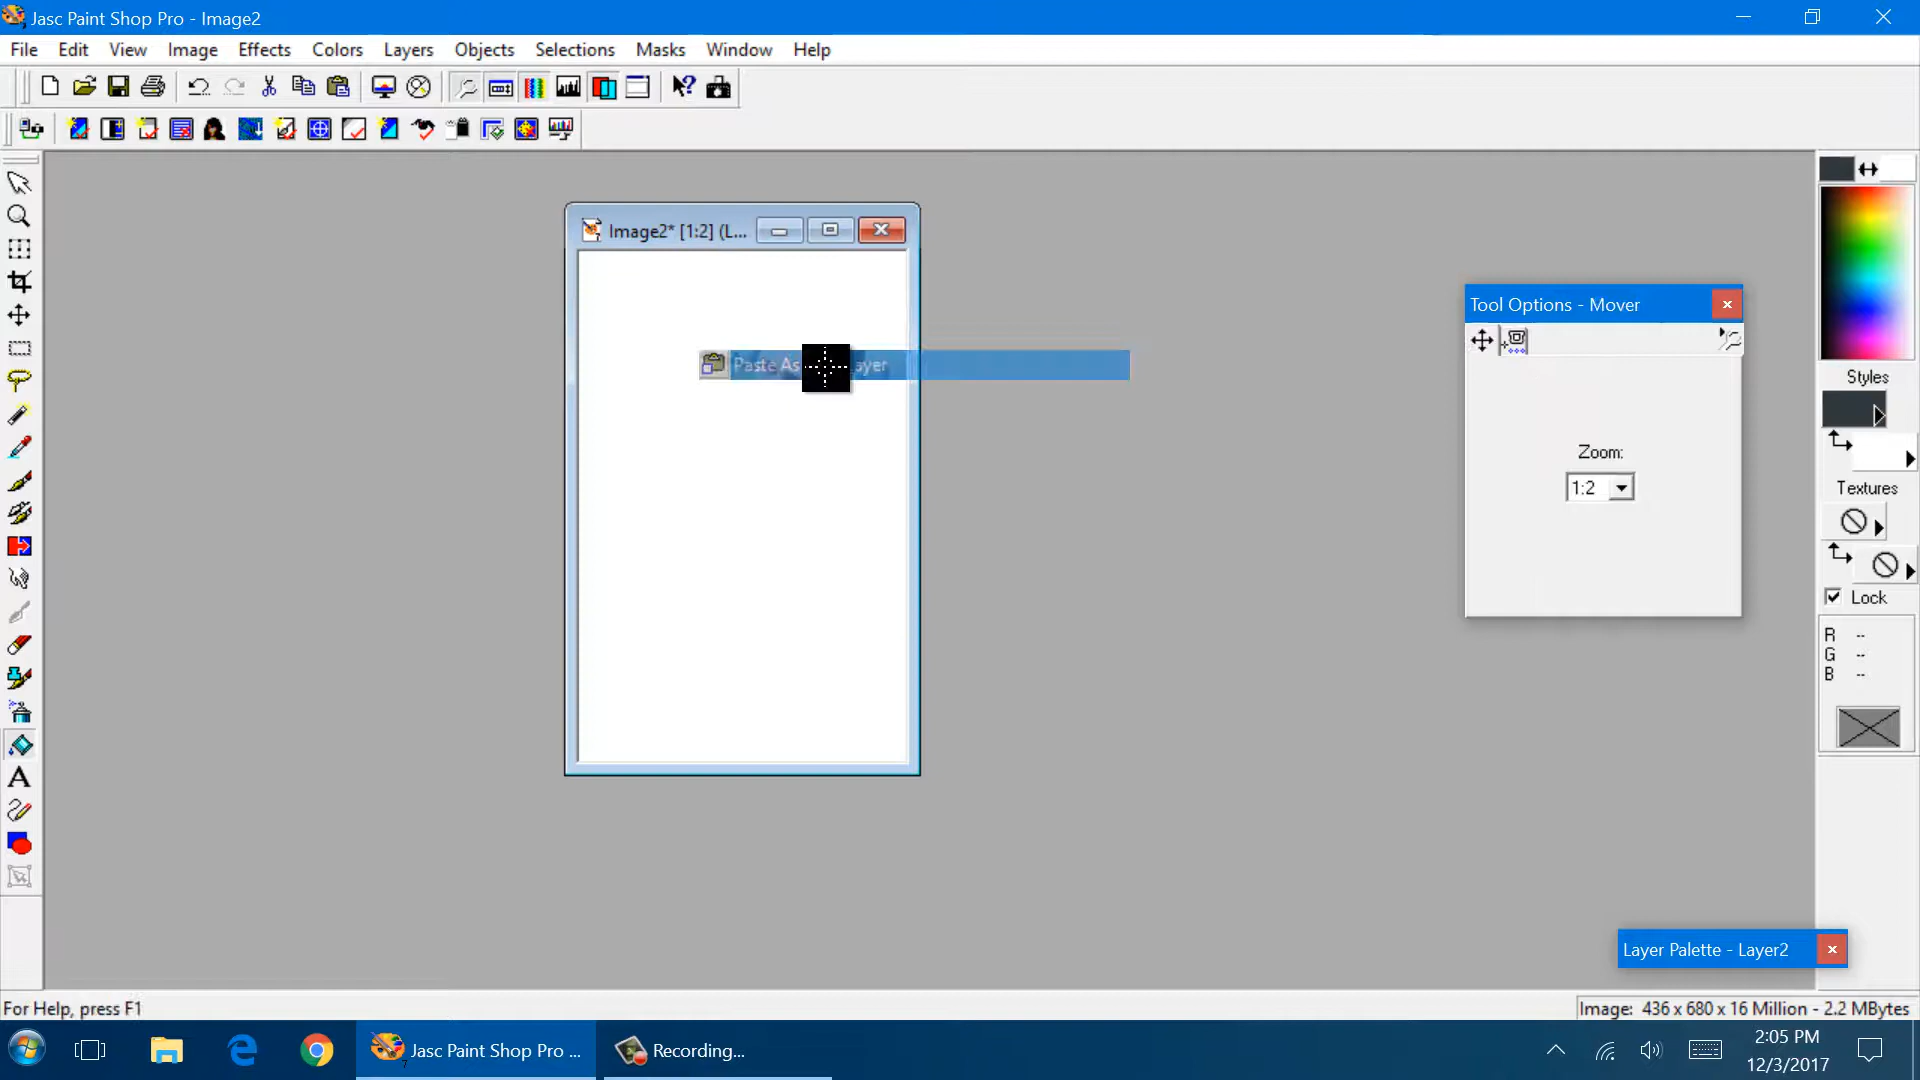 Jasc Paint Shop Pro - Image2
File Edit View Image Effects Colors Layers Objects Selections Masks Window Help
Image2* [1:2] (L...
Paste As ayer
Tool Options - Mover
Zoom:
1:2
Styles
Textures
Lock
R --
G --
B --
Layer Palette - Layer2
For Help, press F1
Image: 436 x 680 x 16 Million - 2.2 MBytes
Jasc Paint Shop Pro ...
Recording...
2:05 PM
12/3/2017